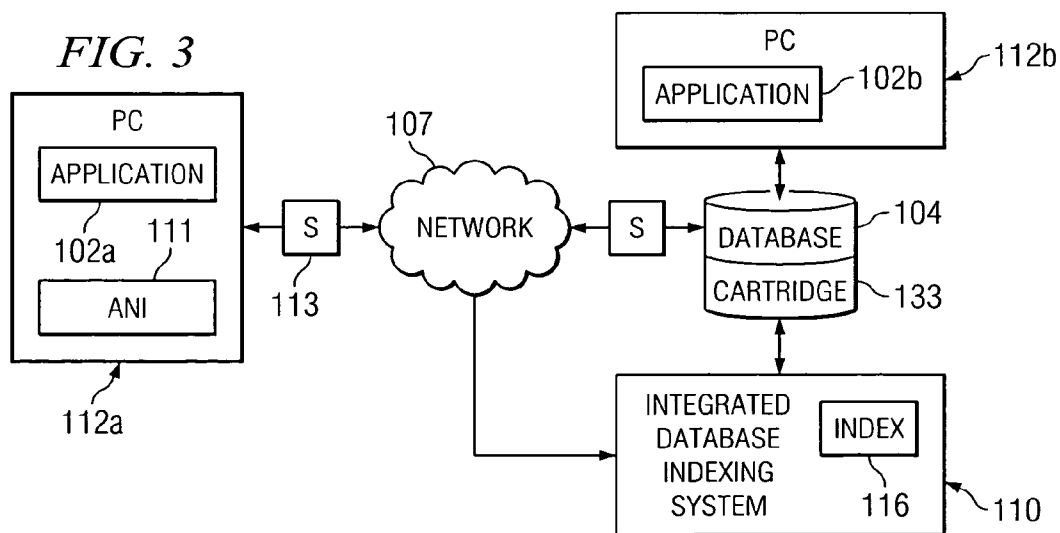 FIG. 3
PC
APPLICATION
102a
111
ANI
112a
S
113
107
NETWORK
S
PC
APPLICATION
102b
112b
DATABASE
104
CARTRIDGE
133
INTEGRATED
DATABASE
INDEXING
SYSTEM
INDEX
116
110